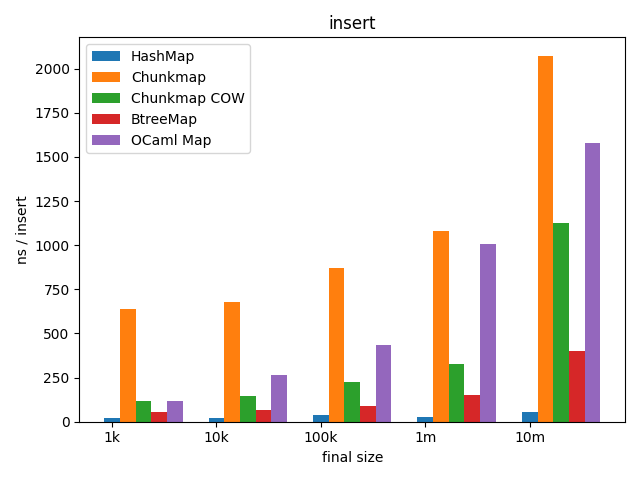 insert
HashMap
Chunkmap
Chunkmap COW
BtreeMap
OCaml Map
ns / insert
2000
1750
1500
1250
1000
750
500
250
0
1k 10k 100k 1m 10m
final size